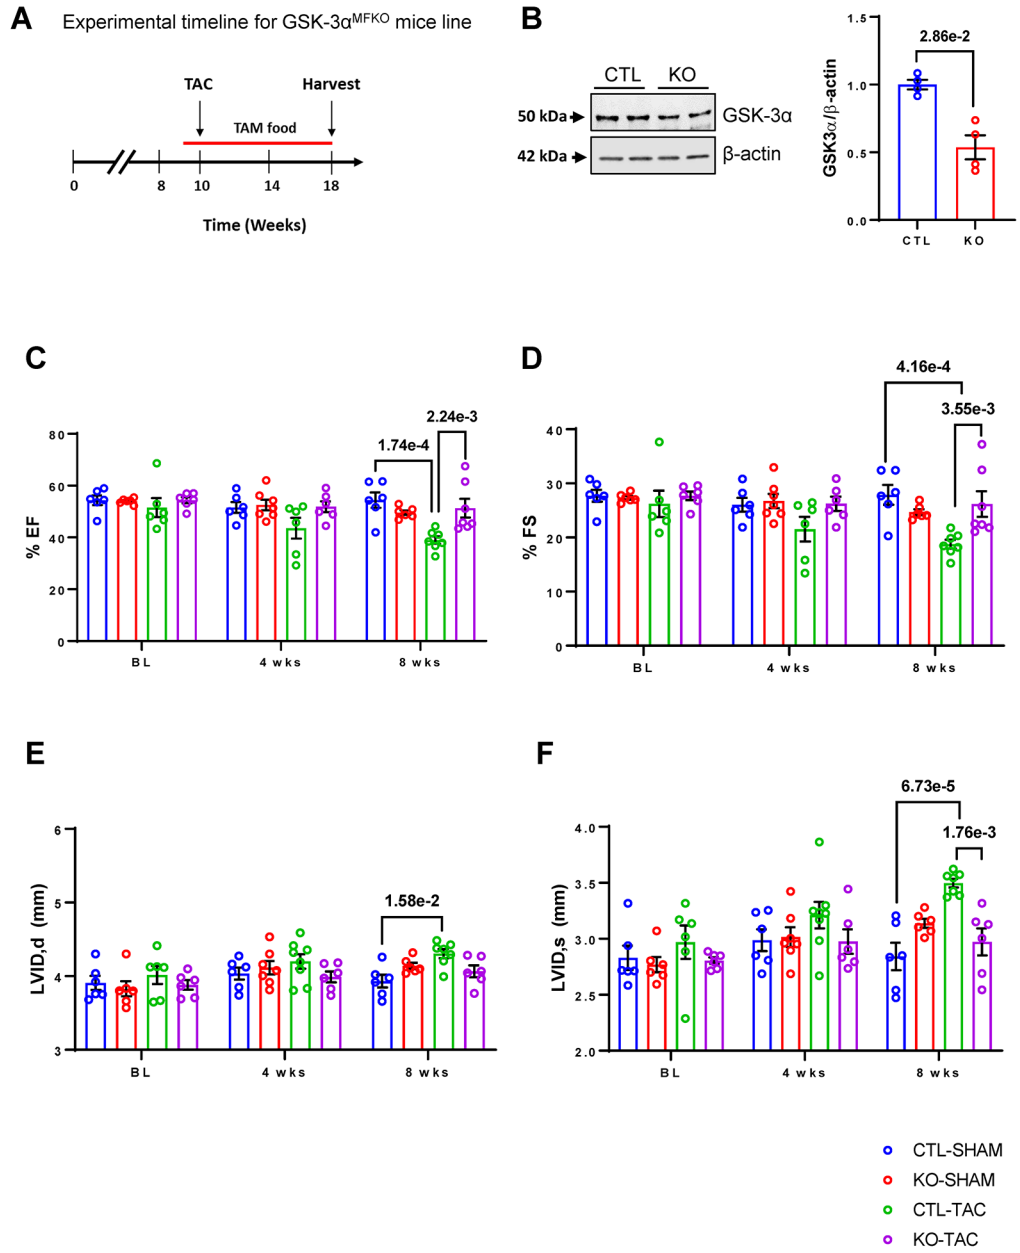 A
Experimental timeline for GSK-3αMFKO mice line
TAC
Harvest
TAM food
0
8
10
14
18
Time (Weeks)
B
CTL KO
50 kDa
GSK-3α
42 kDa
β-actin
GSK3α/β-actin
1.5
1.0
0.5
0.0
2.86e-2
CTL
KO
C
% EF
80
60
40
20
0
1.74e-4
2.24e-3
BL
4 wks
8 wks
D
% FS
40
30
20
10
0
4.16e-4
3.55e-3
BL
4 wks
8 wks
E
LVID,d (mm)
6
5
4
3
1.58e-2
BL
4 wks
8 wks
F
LVID,s (mm)
4.0
3.5
3.0
2.5
2.0
6.73e-5
1.76e-3
BL
4 wks
8 wks
CTL-SHAM
KO-SHAM
CTL-TAC
KO-TAC